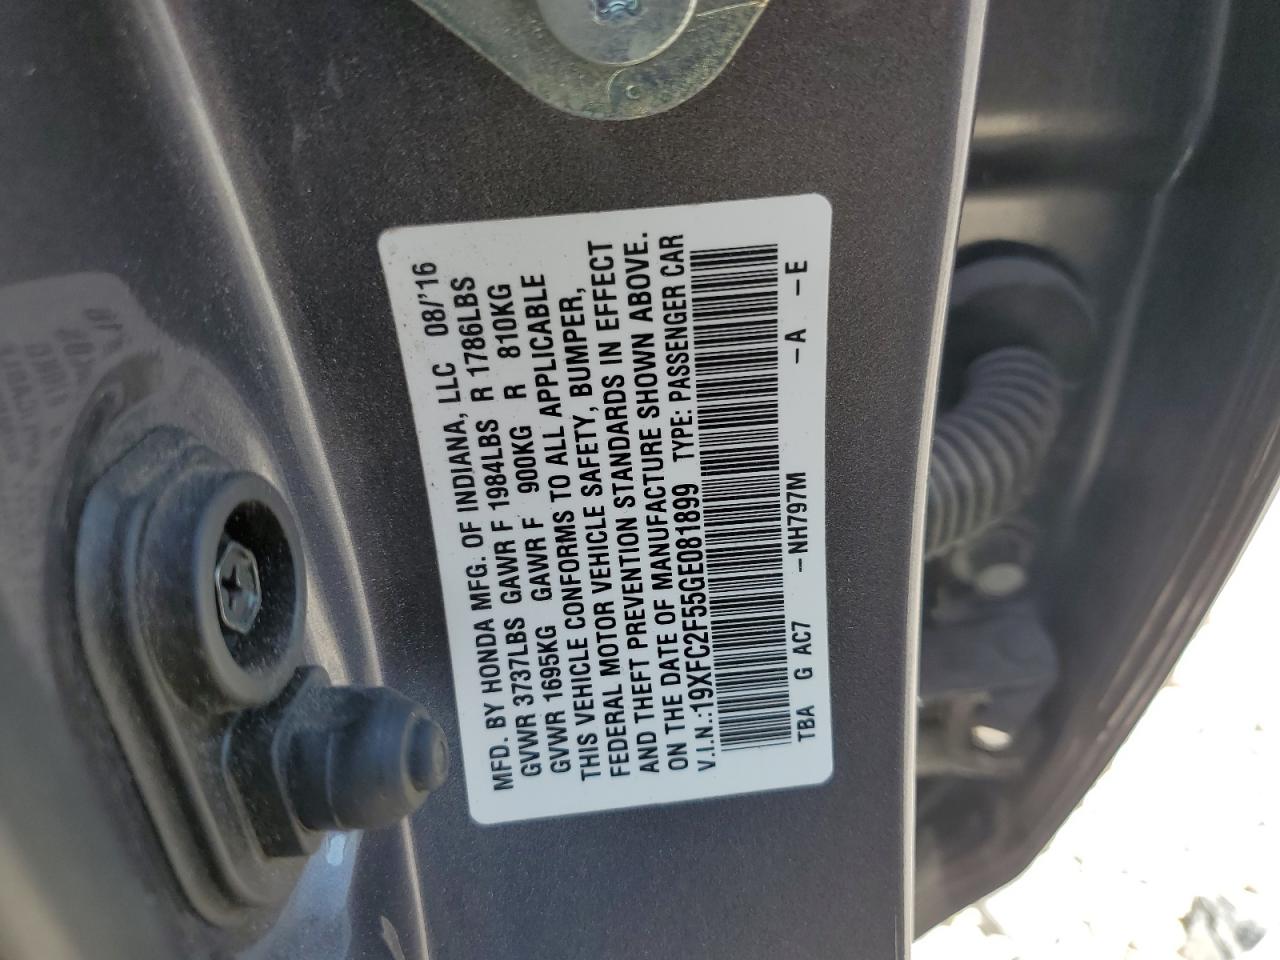 MFD. BY HONDA MFG. OF INDIANA, LLC 08/'16
GVWR 3737LBS GAWR F 1984LBS R 1786LBS
GVWR 1695KG GAWR F 900KG R 810KG
THIS VEHICLE CONFORMS TO ALL APPLICABLE
FEDERAL MOTOR VEHICLE SAFETY, BUMPER,
AND THEFT PREVENTION STANDARDS IN EFFECT
ON THE DATE OF MANUFACTURE SHOWN ABOVE.
V.I.N.:19XFC2F55GE081899 TYPE: PASSENGER CAR
TBA G AC7 -NH797M -A -E